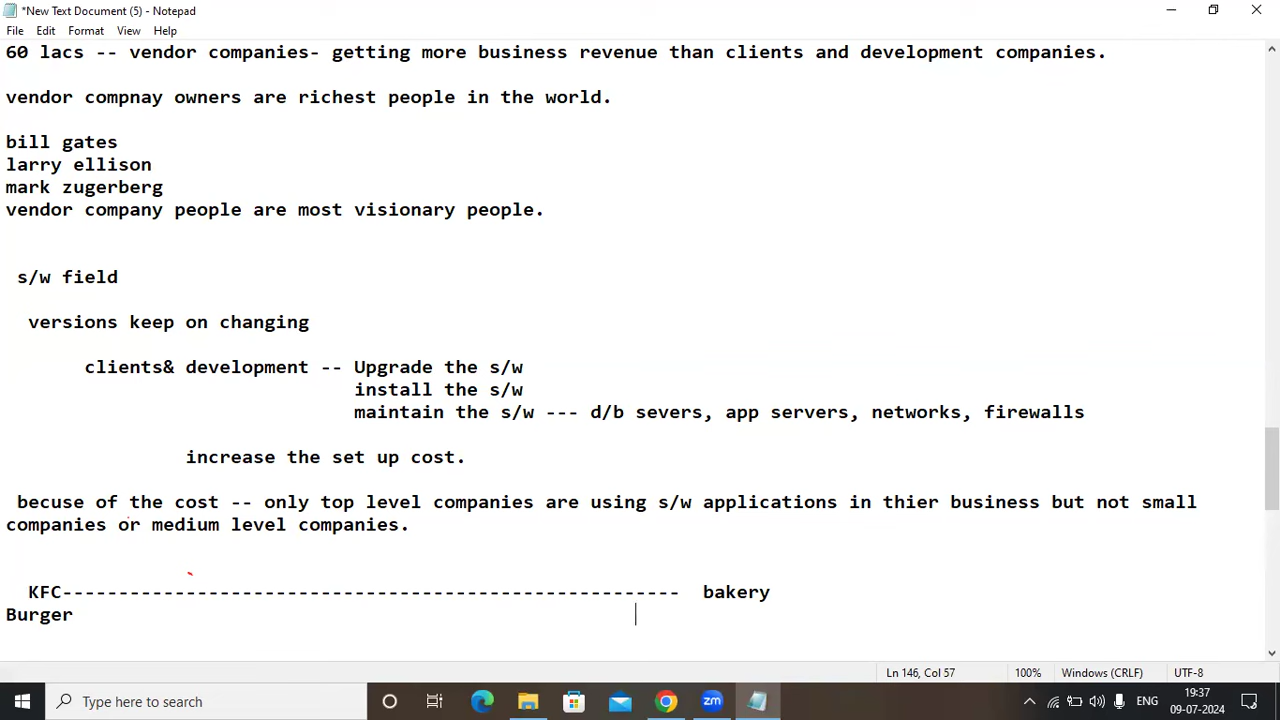 *New Text Document (5) - Notepad
File Edit Format View Help
60 lacs -- vendor companies- getting more business revenue than clients and development companies.
vendor compnay owners are richest people in the world.
bill gates
larry ellison
mark zugerberg
vendor company people are most visionary people.
s/w field
versions keep on changing
clients& development -- Upgrade the s/w
install the s/w
maintain the s/w --- d/b severs, app servers, networks, firewalls
increase the set up cost.
becuse of the cost -- only top level companies are using s/w applications in thier business but not small
companies or medium level companies.
KFC------------------------------------------------------- bakery
Burger
Ln 146, Col 57 100% Windows (CRLF) UTF-8
Type here to search
zm
ENG
19:37
09-07-2024